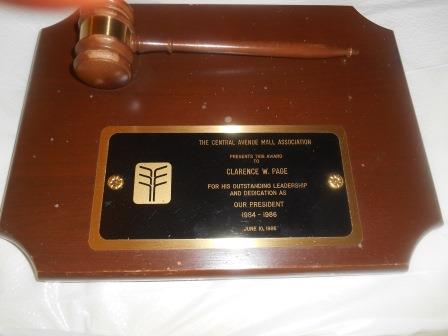 THE CENTRAL AVENUE MALL ASSOCIATION
PRESENTS THIS AWARD
TO
CLARENCE W. PAGE
FOR HIS OUTSTANDING LEADERSHIP
AND DEDICATION AS
OUR PRESIDENT
1984 - 1986
JUNE 10, 1986